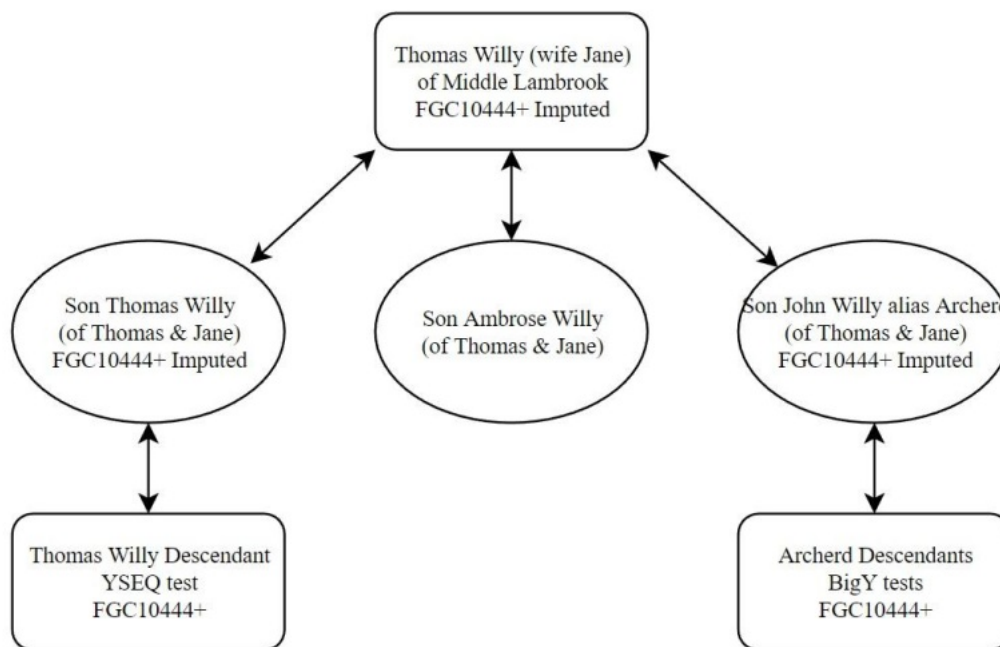 Thomas Willy (wife Jane)
of Middle Lambrook
FGC10444+ Imputed
Son Thomas Willy
(of Thomas & Jane)
FGC10444+ Imputed
Son Ambrose Willy
(of Thomas & Jane)
Son John Willy alias Archerd
(of Thomas & Jane)
FGC10444+ Imputed
Thomas Willy Descendant
YSEQ test
FGC10444+
Archerd Descendants
BigY tests
FGC10444+